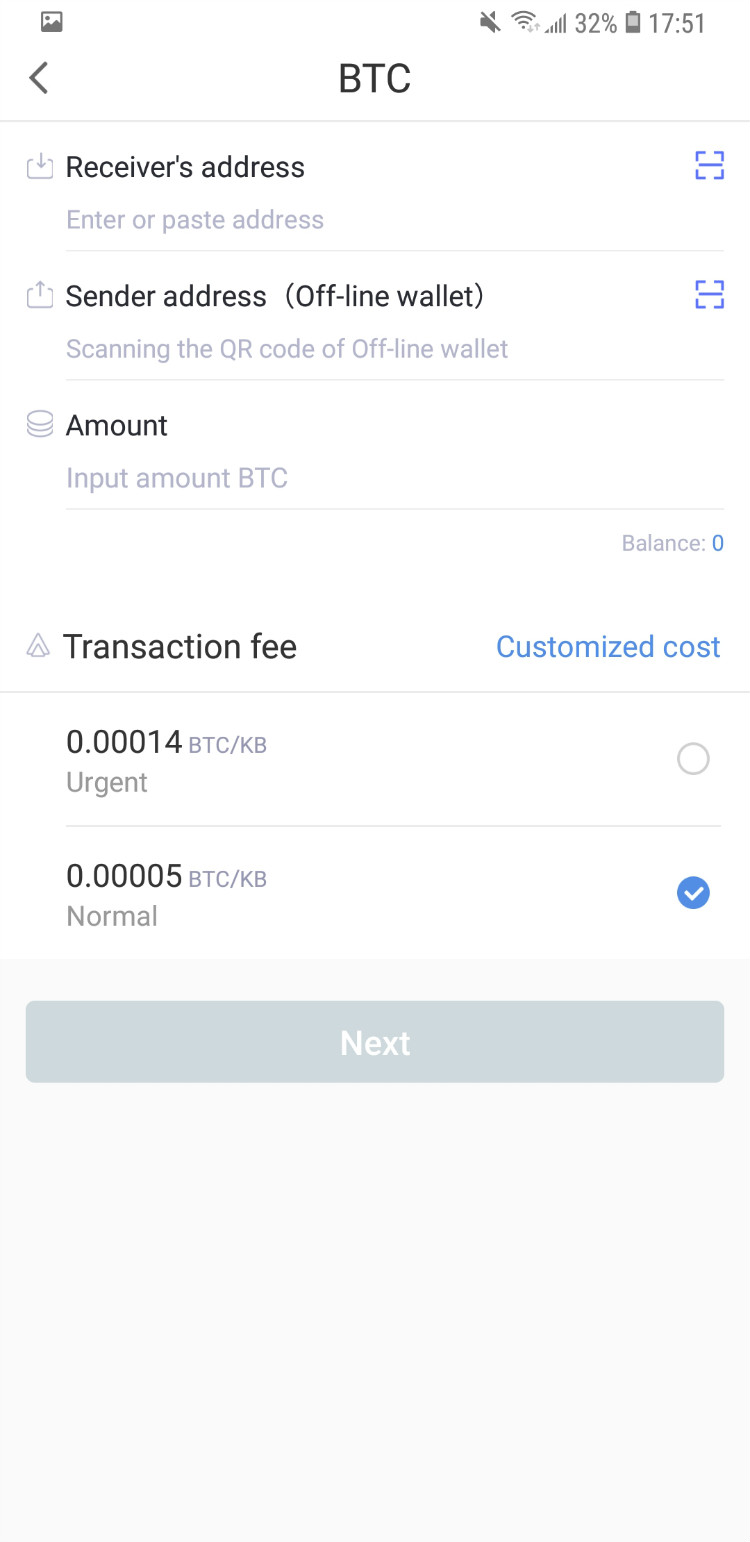 32% 17:51
BTC
Receiver's address
Enter or paste address
Sender address（Off-line wallet）
Scanning the QR code of Off-line wallet
Amount
Input amount BTC
Balance: 0
Transaction fee Customized cost
0.00014 BTC/KB
Urgent
0.00005 BTC/KB
Normal
Next